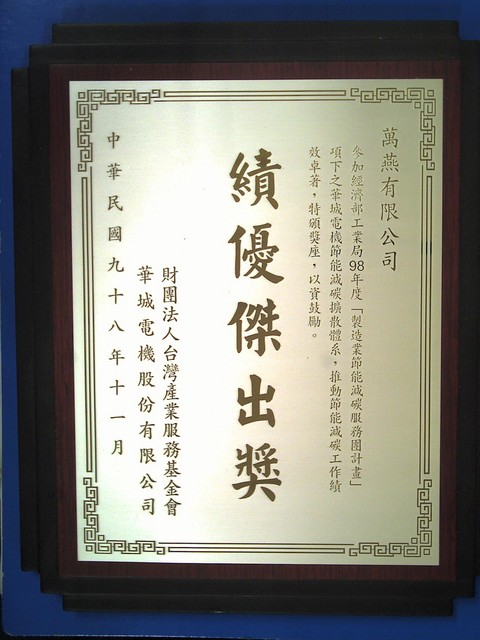 萬燕有限公司
參加經濟部工業局98年度「製造業節能減碳服務團計畫」
項下之華城電機節能減碳擴散體系，推動節能減碳工作績
效卓著，特頒獎座，以資鼓勵。
績優傑出獎
財團法人台灣產業服務基金會
華城電機股份有限公司
中華民國九十八年十一月